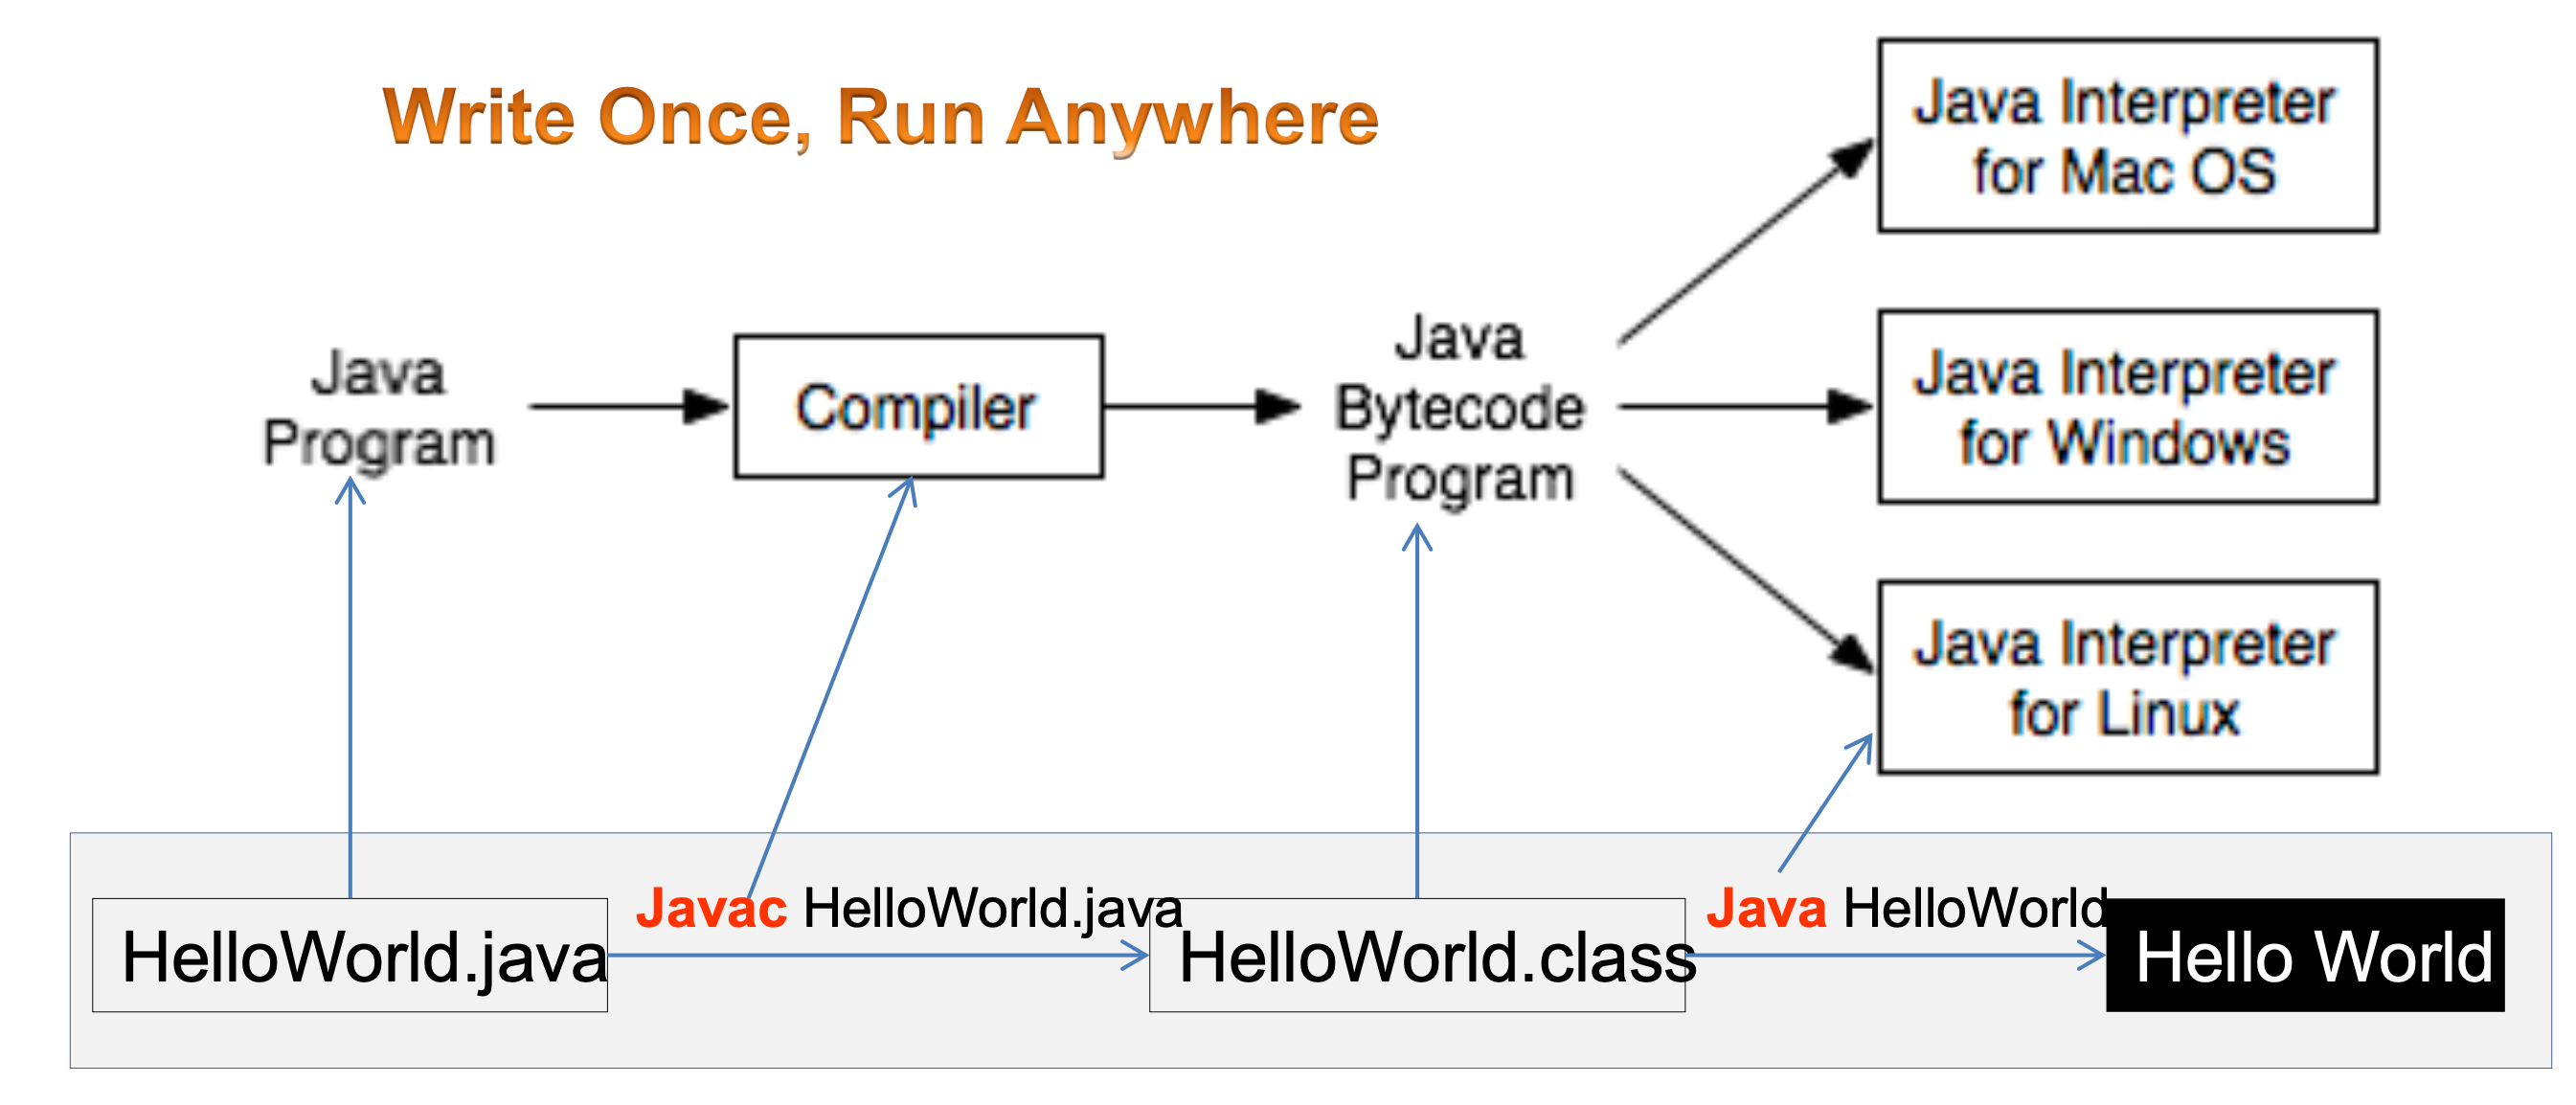 Write Once, Run Anywhere
Java Interpreter
for Mac OS
Java
Program
Compiler
Java
Bytecode
Program
Java Interpreter
for Windows
Java Interpreter
for Linux
HelloWorld.java
Javac HelloWorld.java
HelloWorld.class
Java HelloWorld
Hello World